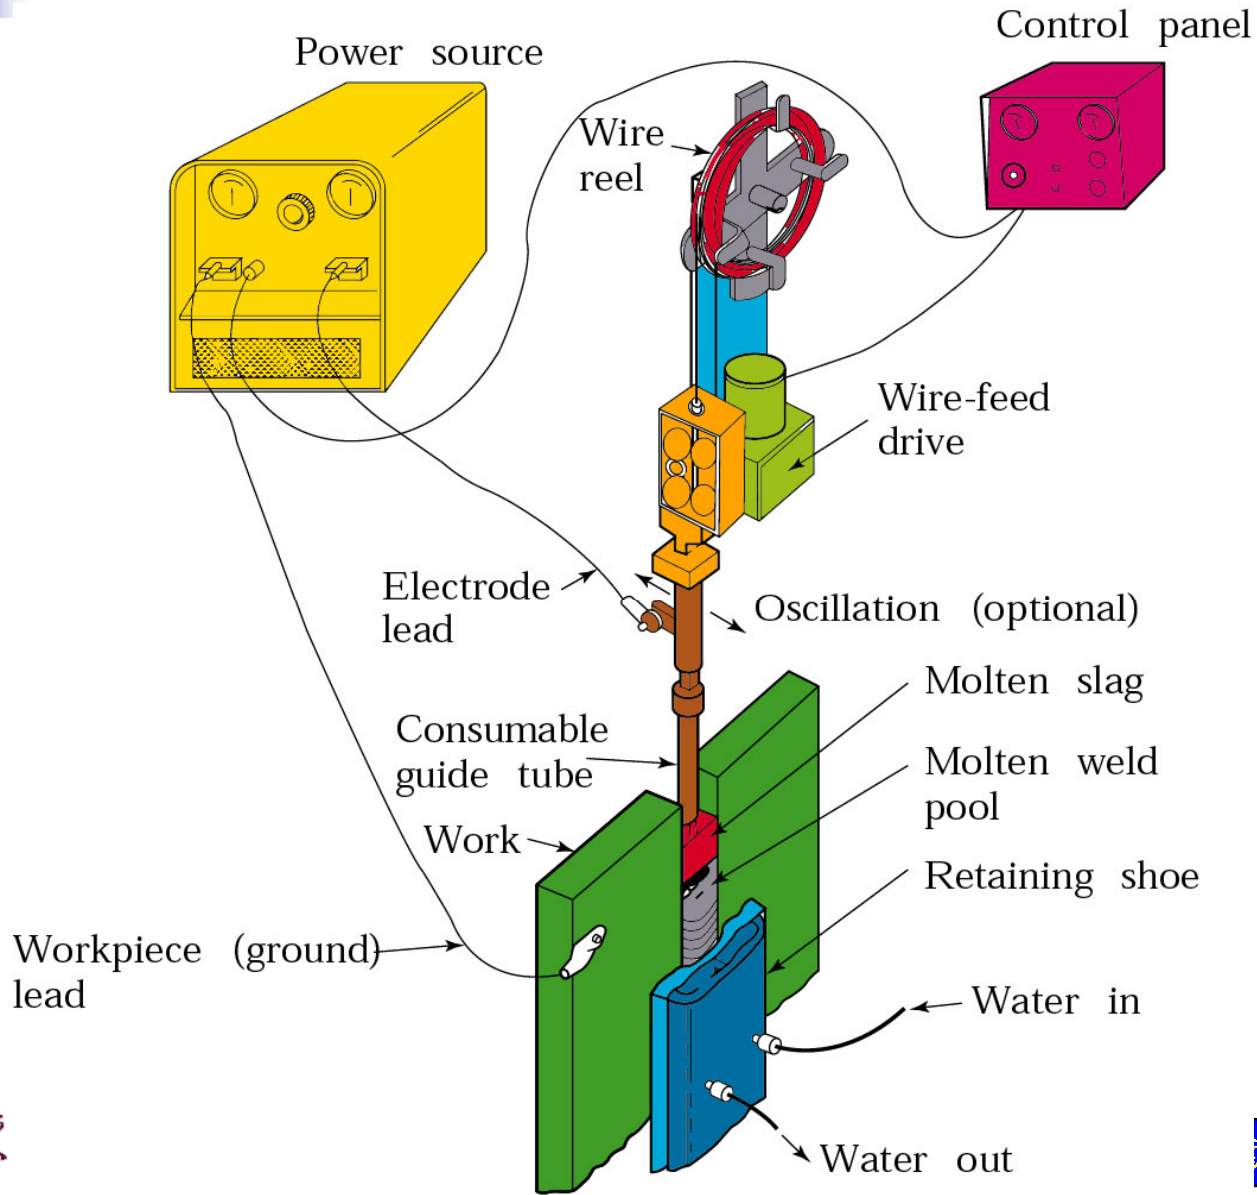 Control panel
Power source
Wire
reel
Wire-feed
drive
Electrode
lead
Oscillation (optional)
Molten slag
Consumable
guide tube
Molten weld
pool
Work
Retaining shoe
Workpiece (ground)
lead
Water in
Water out